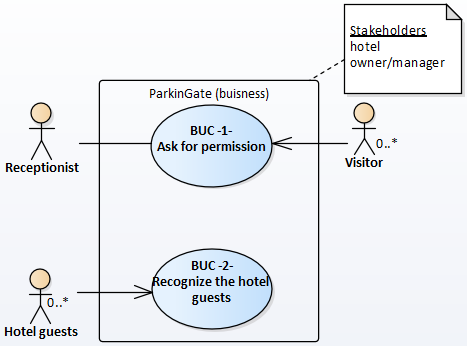 Stakeholders
hotel
owner/manager
ParkinGate (buisness)
BUC -1-
Ask for permission
Receptionist
0..*
Visitor
BUC -2-
Recognize the hotel
guests
0..*
Hotel guests